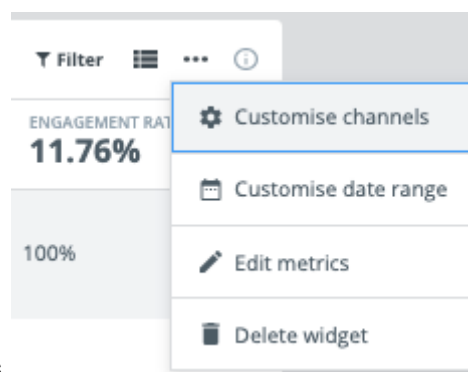 Filter
Customise channels
ENGAGEMENT RAT
11.76%
Customise date range
100%
Edit metrics
Delete widget